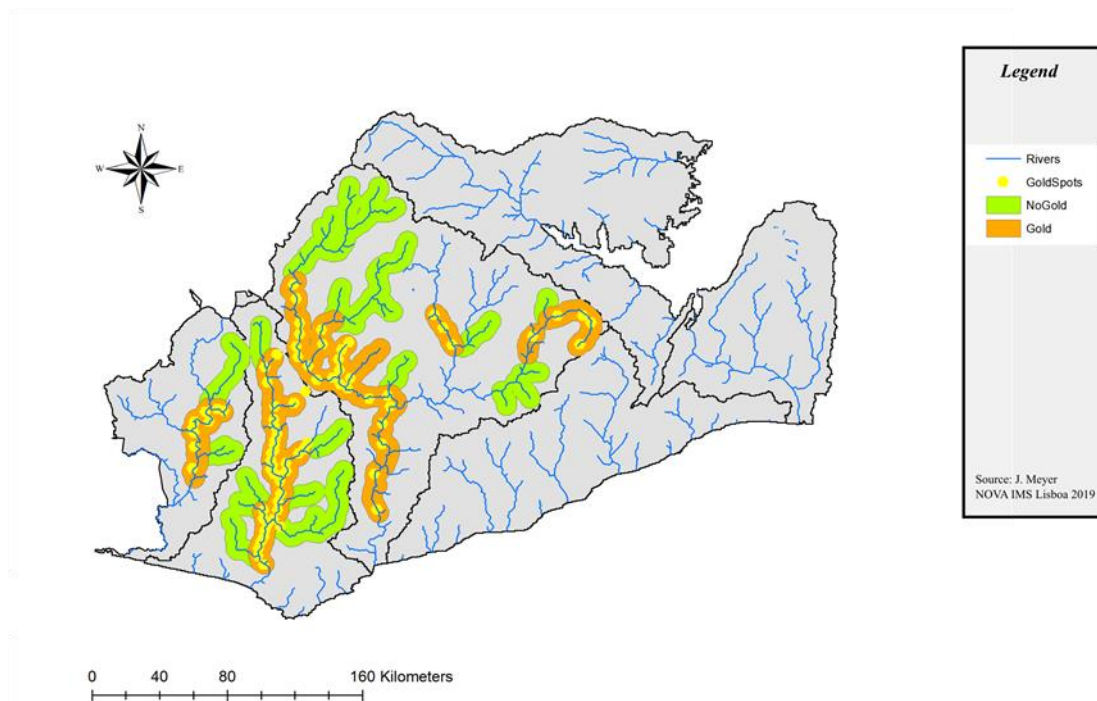 Legend
N
W E
S
Rivers
GoldSpots
NoGold
Gold
Source: J. Meyer
NOVA IMS Lisboa 2019
0 40 80 160 Kilometers